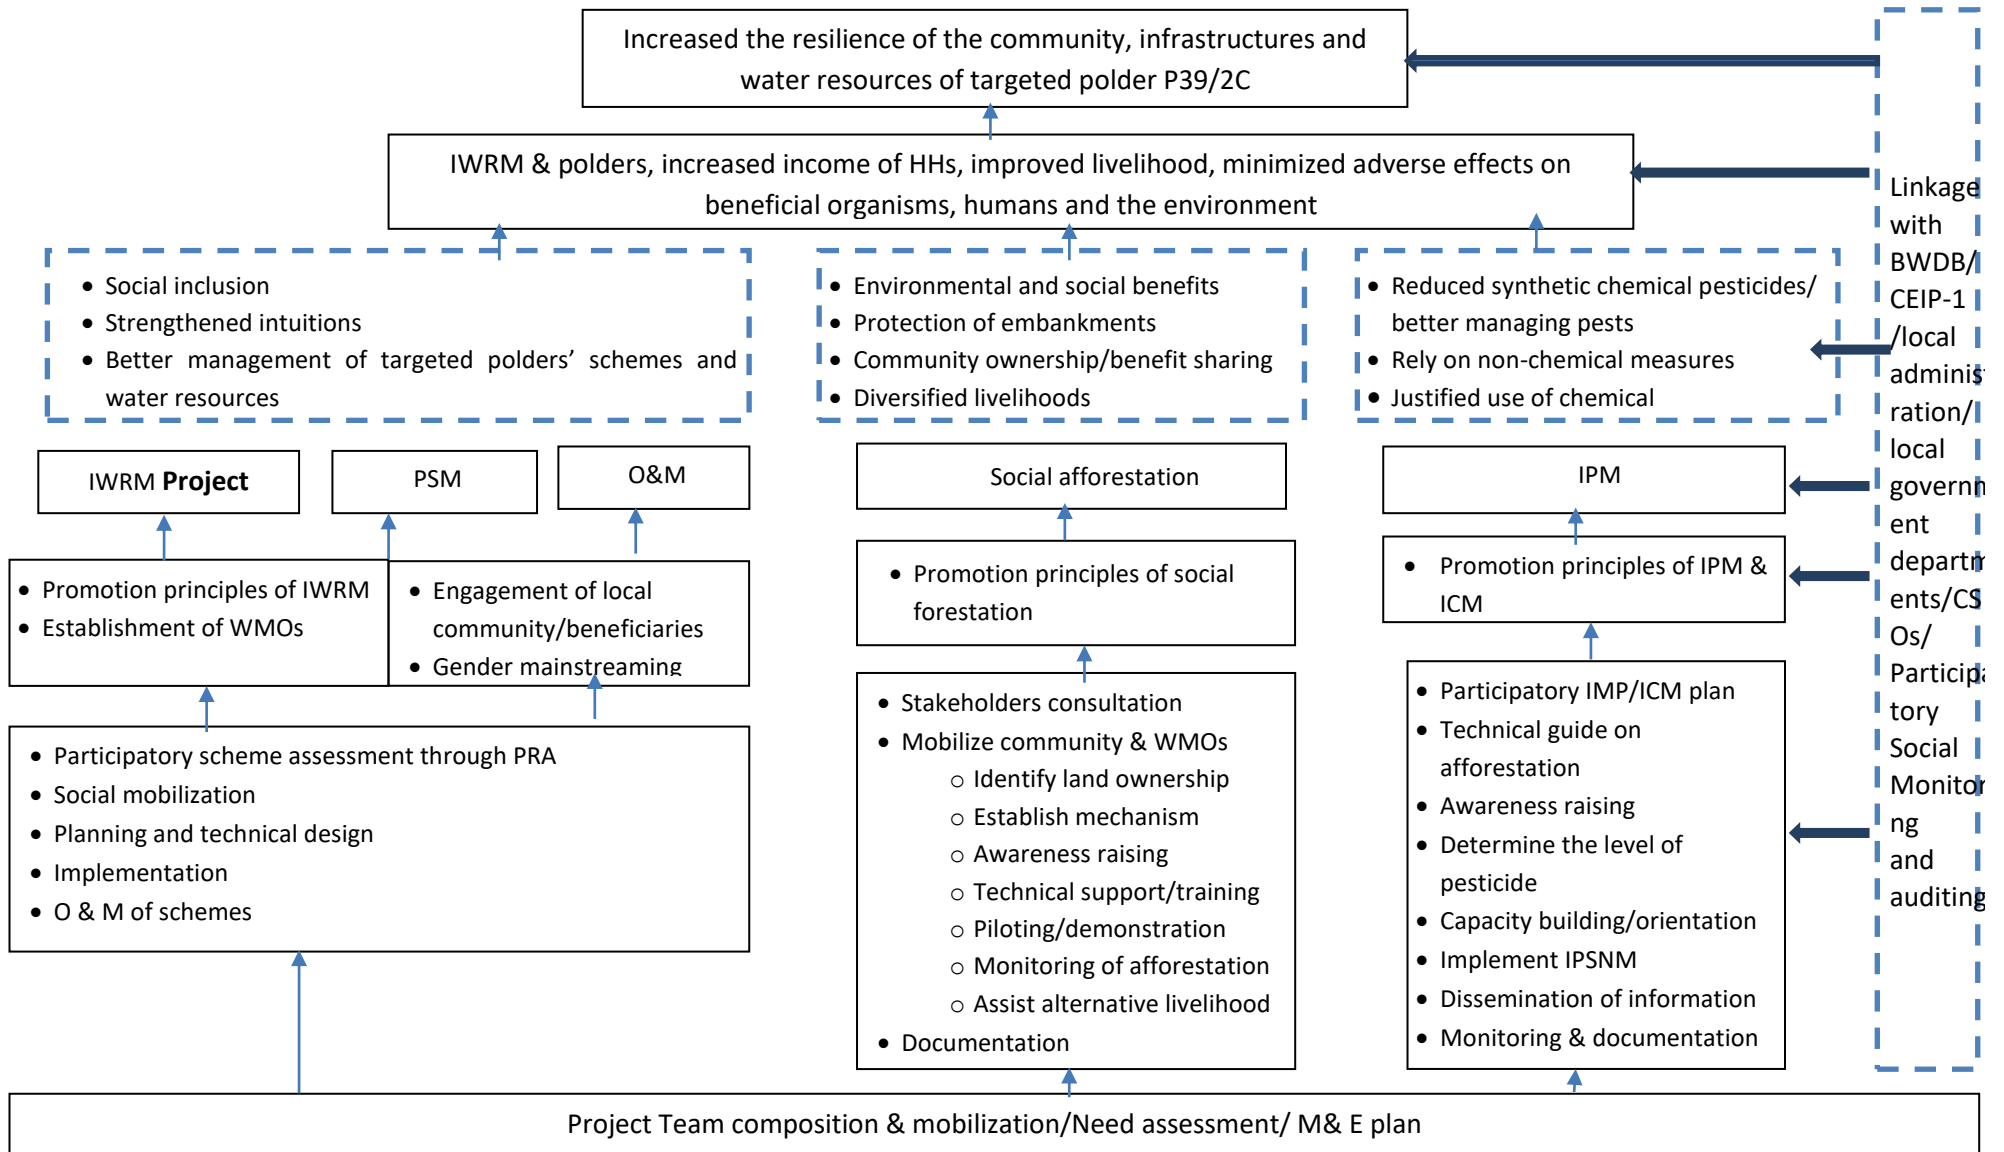 Increased the resilience of the community, infrastructures and
water resources of targeted polder P39/2C
IWRM & polders, increased income of HHs, improved livelihood, minimized adverse effects on
beneficial organisms, humans and the environment
• Social inclusion
• Strengthened intuitions
• Better management of targeted polders’ schemes and
water resources
• Environmental and social benefits
• Protection of embankments
• Community ownership/benefit sharing
• Diversified livelihoods
• Reduced synthetic chemical pesticides/
better managing pests
• Rely on non-chemical measures
• Justified use of chemical
IWRM Project
PSM
O&M
Social afforestation
IPM
• Promotion principles of IWRM
• Establishment of WMOs
• Engagement of local
community/beneficiaries
• Gender mainstreaming
• Promotion principles of social
forestation
• Promotion principles of IPM &
ICM
• Participatory scheme assessment through PRA
• Social mobilization
• Planning and technical design
• Implementation
• O & M of schemes
• Stakeholders consultation
• Mobilize community & WMOs
o Identify land ownership
o Establish mechanism
o Awareness raising
o Technical support/training
o Piloting/demonstration
o Monitoring of afforestation
o Assist alternative livelihood
• Documentation
• Participatory IMP/ICM plan
• Technical guide on
afforestation
• Awareness raising
• Determine the level of
pesticide
• Capacity building/orientation
• Implement IPSNM
• Dissemination of information
• Monitoring & documentation
Linkage
with
BWDB/
CEIP-1
/local
administ
ration/
local
governm
ent
departm
ents/CS
Os/
Participa
tory
Social
Monitori
ng
and
auditing
Project Team composition & mobilization/Need assessment/ M& E plan